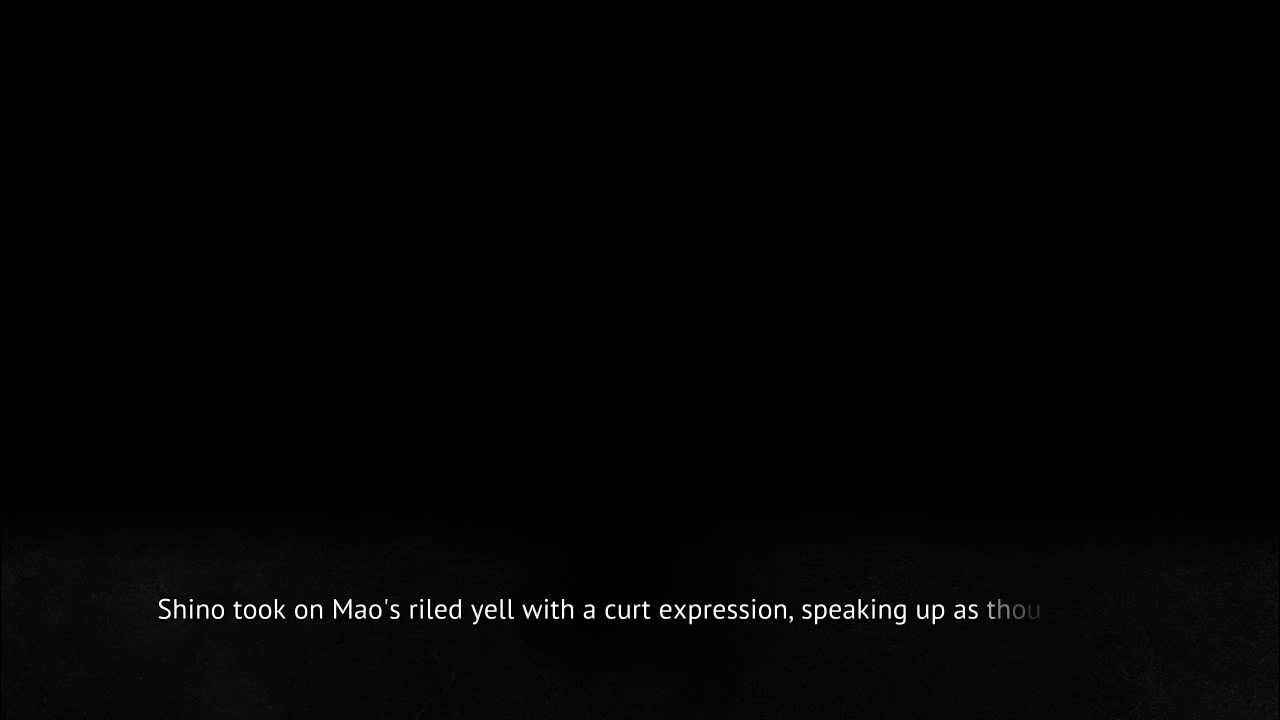 Shino took on Mao's riled yell with a curt expression, speaking up as thou